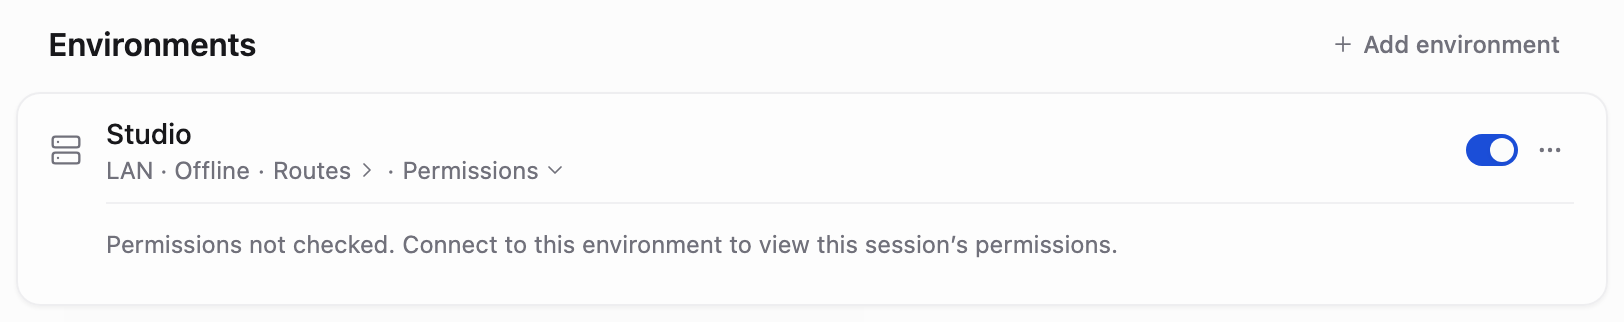 Environments
+ Add environment
Studio
LAN · Offline · Routes > · Permissions
Permissions not checked. Connect to this environment to view this session’s permissions.